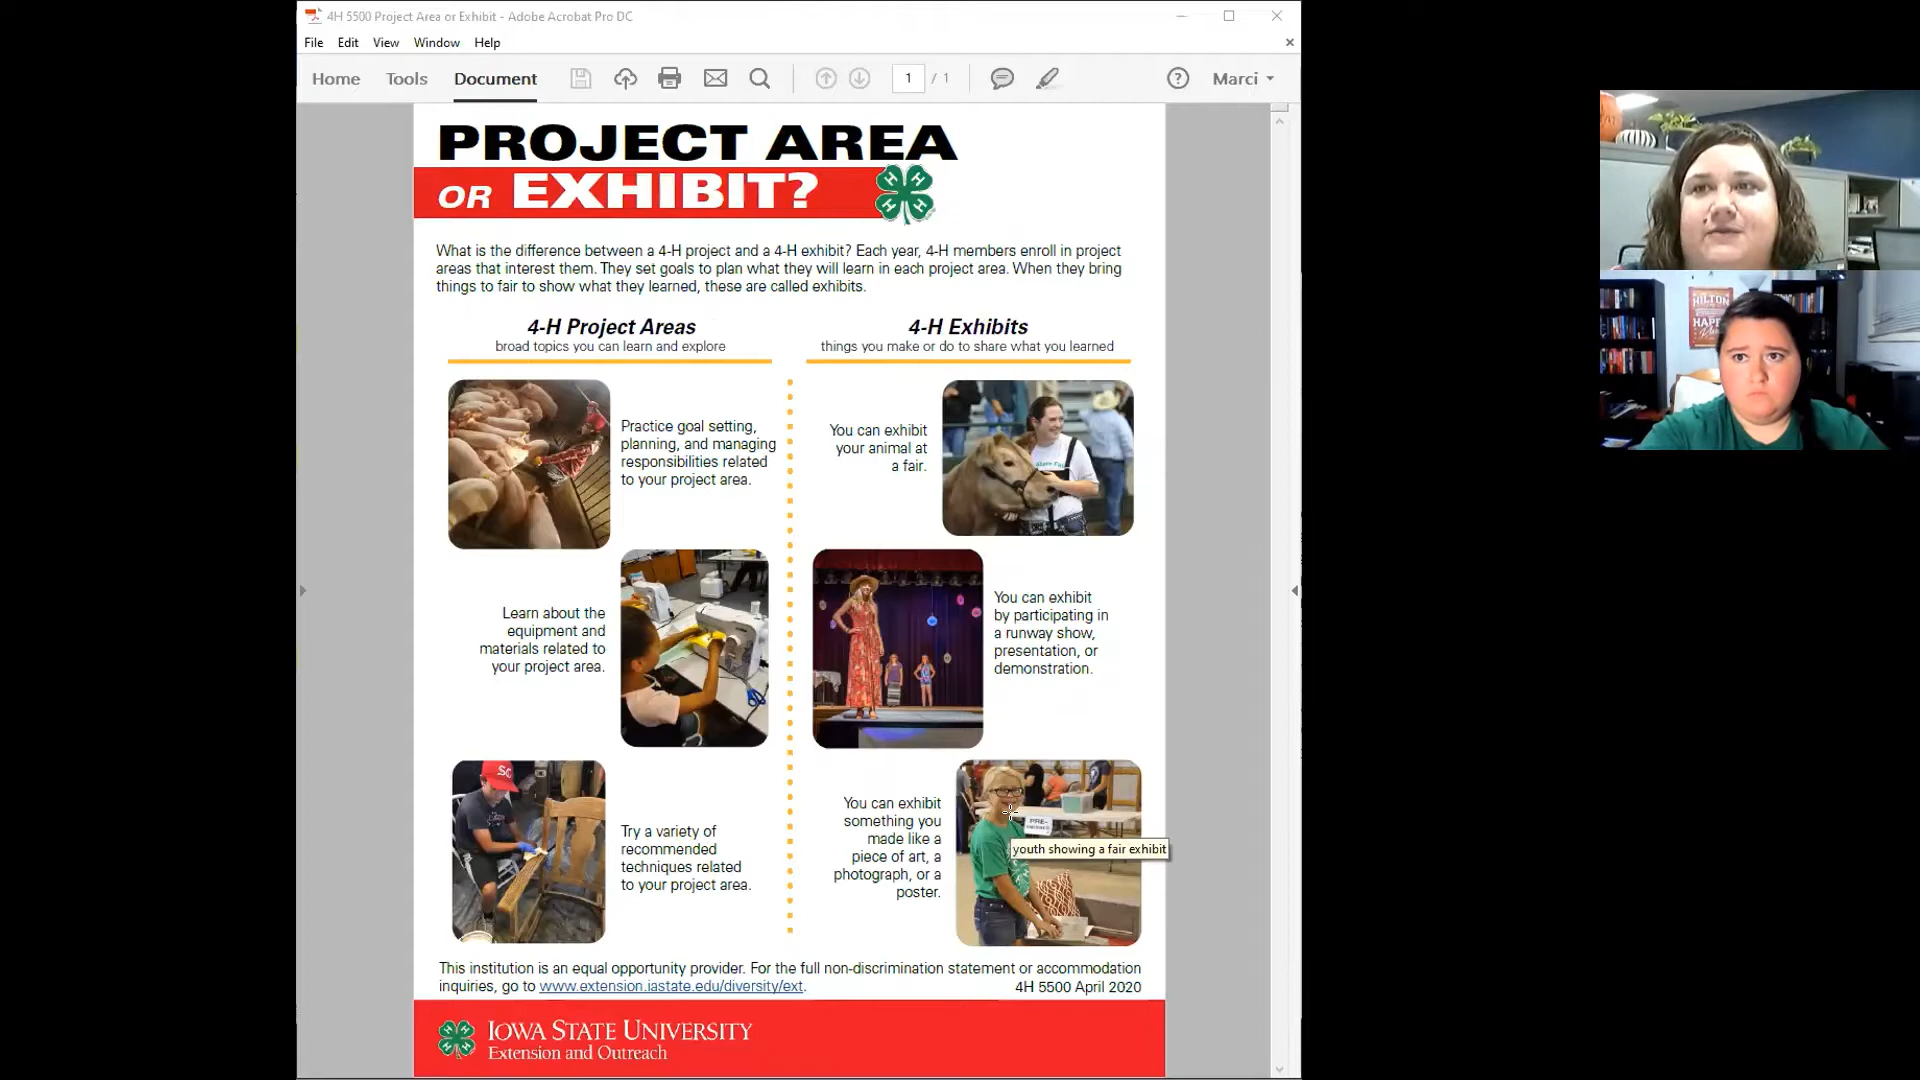 4H 5500 Project Area or Exhibit - Adobe Acrobat Pro DC
File Edit View Window Help
Home Tools Document 1 / 1 Marci
PROJECT AREA
OR EXHIBIT?
What is the difference between a 4-H project and a 4-H exhibit? Each year, 4-H members enroll in project
areas that interest them. They set goals to plan what they will learn in each project area. When they bring
things to fair to show what they learned, these are called exhibits.
4-H Project Areas
broad topics you can learn and explore
Practice goal setting,
planning, and managing
responsibilities related
to your project area.
Learn about the
equipment and
materials related to
your project area.
Try a variety of
recommended
techniques related
to your project area.
4-H Exhibits
things you make or do to share what you learned
You can exhibit
your animal at
a fair.
You can exhibit
by participating in
a runway show,
presentation, or
demonstration.
You can exhibit
something you
made like a
piece of art, a
photograph, or a
poster.
PRE-
youth showing a fair exhibit
This institution is an equal opportunity provider. For the full non-discrimination statement or accommodation
inquiries, go to www.extension.iastate.edu/diversity/ext.
4H 5500 April 2020
IOWA STATE UNIVERSITY
Extension and Outreach
HILTON